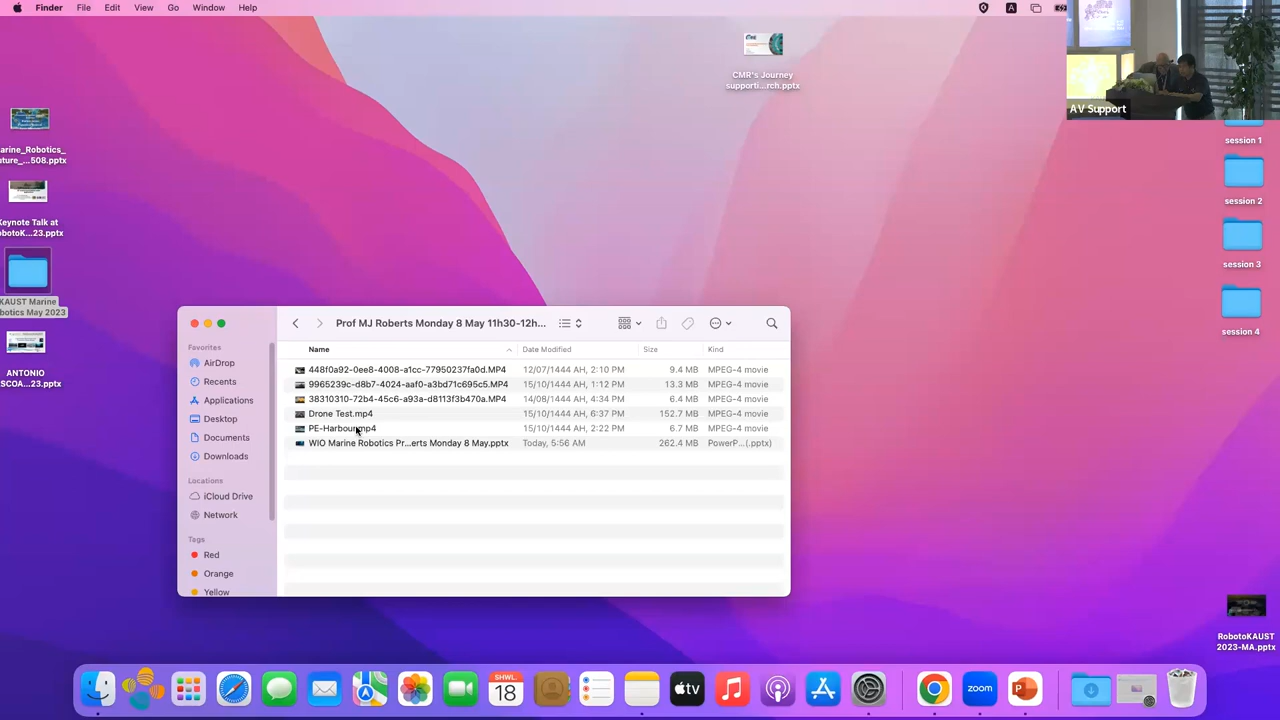 Finder File Edit View Go Window Help
A
CMR's Journey
supporti...rch.pptx
AV Support
arine_Robotics_
uture_...508.pptx
Keynote Talk at
obotoK...23.pptx
KAUST Marine
botics May 2023
ANTONIO
SCOA...23.pptx
session 1
session 2
session 3
session 4
RobotoKAUST
2023-MA.pptx
Prof MJ Roberts Monday 8 May 11h30-12h...
Favorites
AirDrop
Recents
Applications
Desktop
Documents
Downloads
Locations
iCloud Drive
Network
Tags
Red
Orange
Yellow
Name Date Modified Size Kind
448f0a92-0ee8-4008-a1cc-77950237fa0d.MP4 12/07/1444 AH, 2:10 PM 9.4 MB MPEG-4 movie
9965239c-d8b7-4024-aaf0-a3bd71c695c5.MP4 15/10/1444 AH, 1:12 PM 13.3 MB MPEG-4 movie
38310310-72b4-45c6-a93a-d8113f3b470a.MP4 14/08/1444 AH, 4:34 PM 6.4 MB MPEG-4 movie
Drone Test.mp4 15/10/1444 AH, 6:37 PM 152.7 MB MPEG-4 movie
PE-Harbour.mp4 15/10/1444 AH, 2:22 PM 6.7 MB MPEG-4 movie
WIO Marine Robotics Pr...erts Monday 8 May.pptx Today, 5:56 AM 262.4 MB PowerP...(.pptx)
SHWL.
18
tv
zoom
P